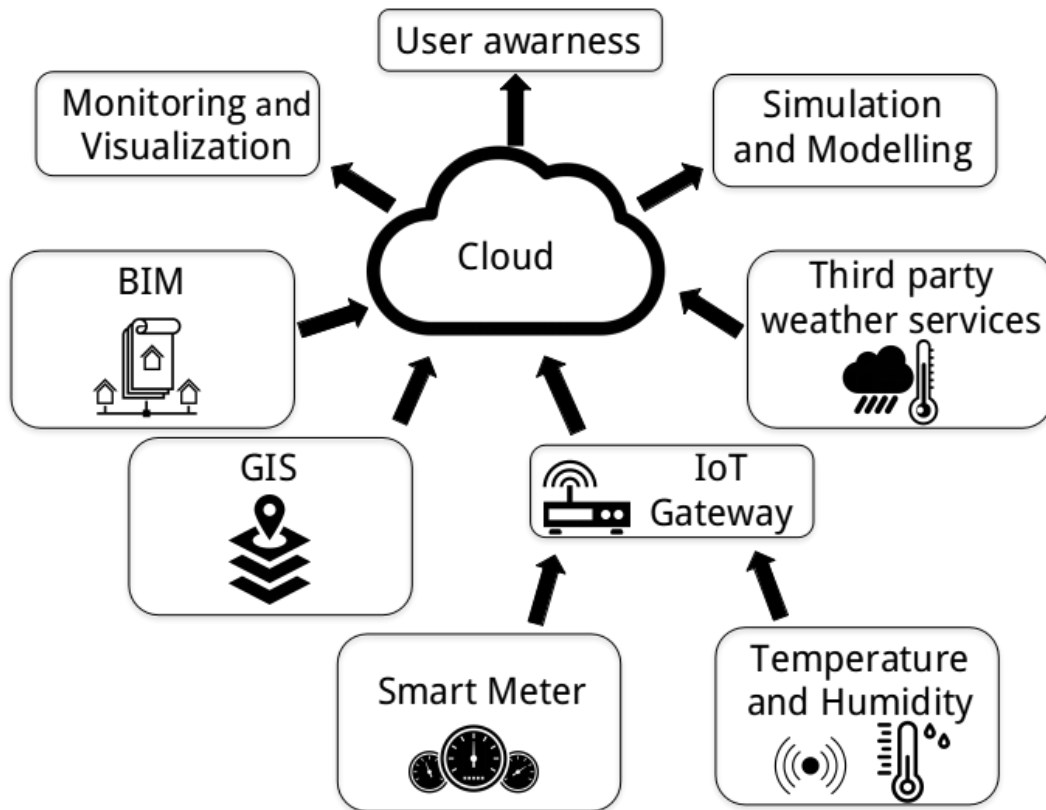 User awarness
Monitoring and
Visualization
Simulation
and Modelling
Cloud
BIM
Third party
weather services
GIS
IoT
Gateway
Smart Meter
Temperature
and Humidity